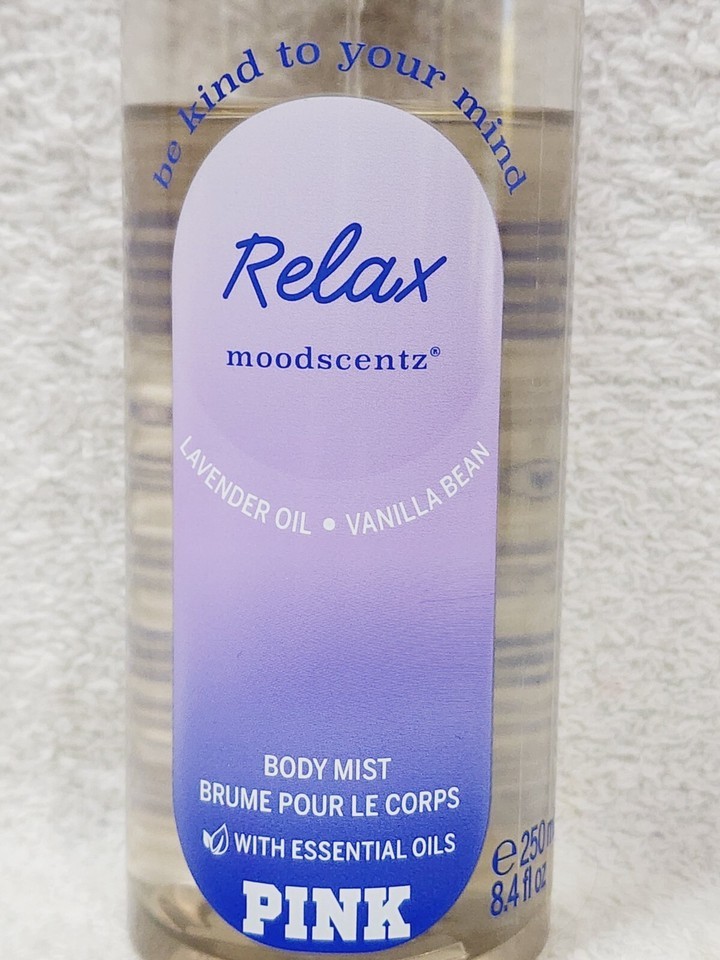 be kind to your mind
Relax
moodscentz®
LAVENDER OIL • VANILLA BEAN
BODY MIST
BRUME POUR LE CORPS
WITH ESSENTIAL OILS
PINK
e 250 m
8.4 fl oz